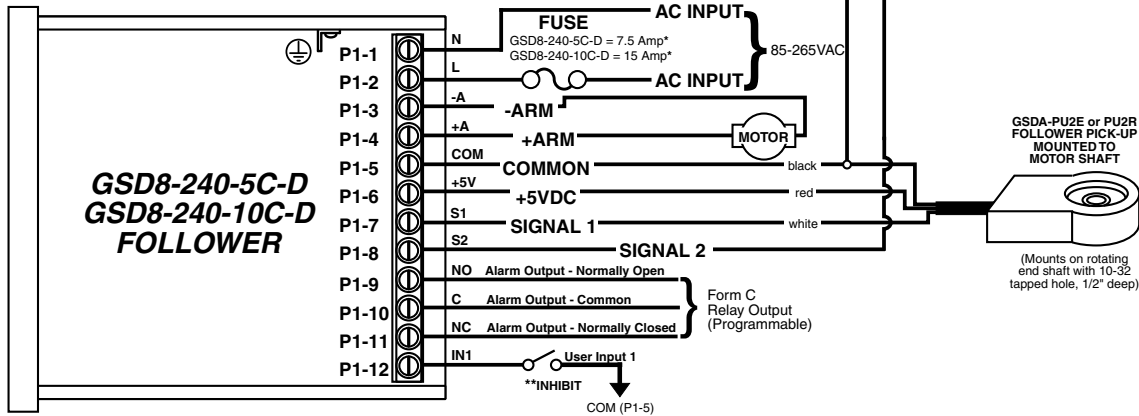 GSD8-240-5C-D
GSD8-240-10C-D
FOLLOWER
P1-1
P1-2
P1-3
P1-4
P1-5
P1-6
P1-7
P1-8
P1-9
P1-10
P1-11
P1-12
N
L
-A
+A
COM
+5V
S1
S2
NO
C
NC
IN1
AC INPUT
FUSE
GSD8-240-5C-D = 7.5 Amp*
GSD8-240-10C-D = 15 Amp*
AC INPUT
85-265VAC
-ARM
+ARM
MOTOR
COMMON
black
+5VDC
red
SIGNAL 1
white
SIGNAL 2
Alarm Output - Normally Open
Alarm Output - Common
Alarm Output - Normally Closed
Form C
Relay Output
(Programmable)
User Input 1
**INHIBIT
COM (P1-5)
GSDA-PU2E or PU2R
FOLLOWER PICK-UP
MOUNTED TO
MOTOR SHAFT
(Mounts on rotating
end shaft with 10-32
tapped hole, 1/2" deep)